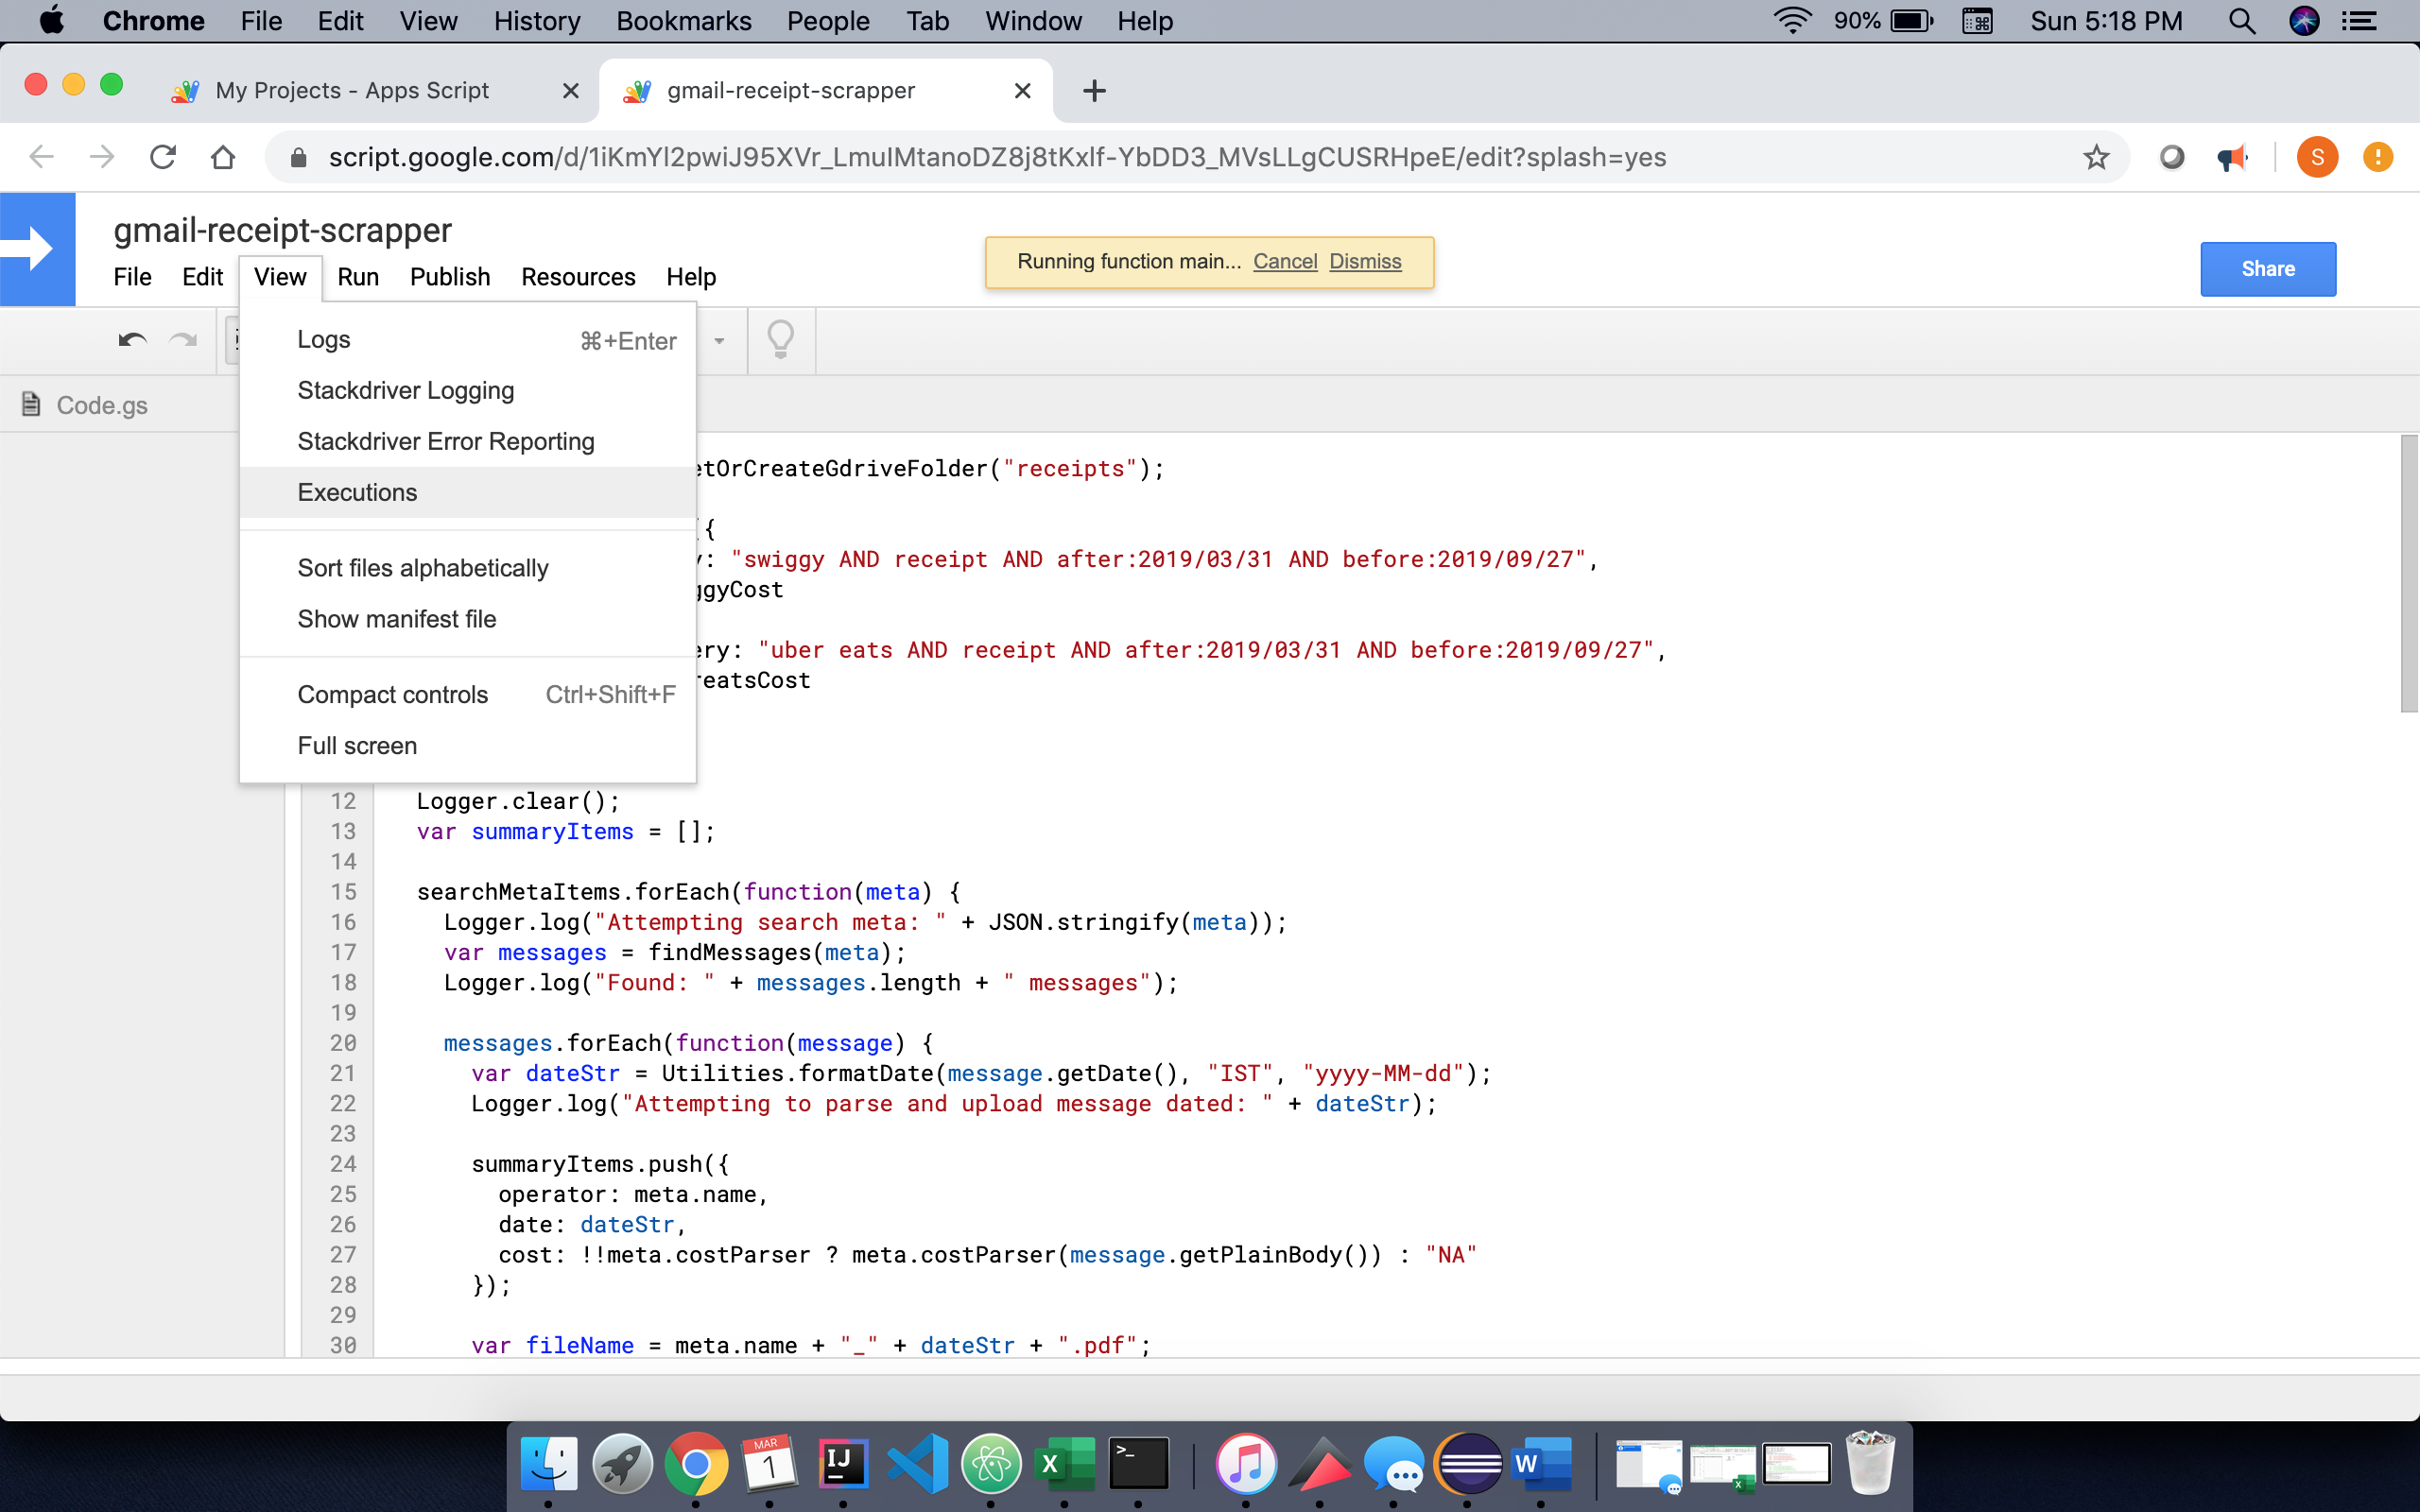 Chrome File Edit View History Bookmarks People Tab Window Help 90% Sun 5:18 PM
My Projects - Apps Script gmail-receipt-scrapper
script.google.com/d/1iKmYl2pwiJ95XVr_LmuIMtanoDZ8j8tKxlf-YbDD3_MVsLLgCUSRHpeE/edit?splash=yes S
gmail-receipt-scrapper
Running function main... Cancel Dismiss
Share
File Edit View Run Publish Resources Help
Logs ⌘+Enter
Stackdriver Logging
Code.gs
Stackdriver Error Reporting
etOrCreateGdriveFolder("receipts");
Executions
({
: "swiggy AND receipt AND after:2019/03/31 AND before:2019/09/27",
Sort files alphabetically
ggyCost
Show manifest file
ery: "uber eats AND receipt AND after:2019/03/31 AND before:2019/09/27",
reatsCost
Compact controls Ctrl+Shift+F
Full screen
12 Logger.clear();
13 var summaryItems = [];
14
15 searchMetaItems.forEach(function(meta) {
16 Logger.log("Attempting search meta: " + JSON.stringify(meta));
17 var messages = findMessages(meta);
18 Logger.log("Found: " + messages.length + " messages");
19
20 messages.forEach(function(message) {
21 var dateStr = Utilities.formatDate(message.getDate(), "IST", "yyyy-MM-dd");
22 Logger.log("Attempting to parse and upload message dated: " + dateStr);
23
24 summaryItems.push({
25 operator: meta.name,
26 date: dateStr,
27 cost: !!meta.costParser ? meta.costParser(message.getPlainBody()) : "NA"
28 });
29
30 var fileName = meta.name + "_" + dateStr + ".pdf";
MAR
1
IJ
X
>_
W